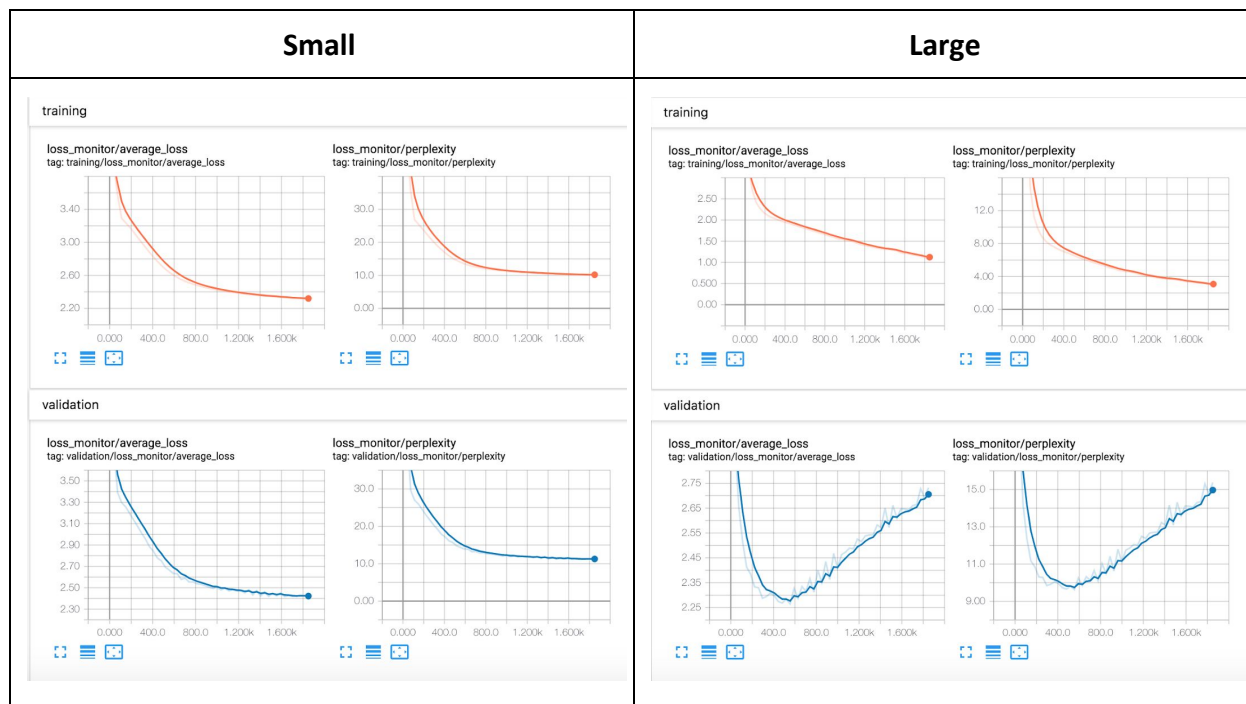 Small
Large
training
loss_monitor/average_loss
tag: training/loss_monitor/average_loss
3.40
3.00
2.60
2.20
0.000 400.0 800.0 1.200k 1.600k
loss_monitor/perplexity
tag: training/loss_monitor/perplexity
30.0
20.0
10.0
0.00
0.000 400.0 800.0 1.200k 1.600k
validation
loss_monitor/average_loss
tag: validation/loss_monitor/average_loss
3.50
3.30
3.10
2.90
2.70
2.50
2.30
0.000 400.0 800.0 1.200k 1.600k
loss_monitor/perplexity
tag: validation/loss_monitor/perplexity
30.0
20.0
10.0
0.00
0.000 400.0 800.0 1.200k 1.600k
training
loss_monitor/average_loss
tag: training/loss_monitor/average_loss
2.50
2.00
1.50
1.00
0.500
0.00
0.000 400.0 800.0 1.200k 1.600k
loss_monitor/perplexity
tag: training/loss_monitor/perplexity
12.0
8.00
4.00
0.00
0.000 400.0 800.0 1.200k 1.600k
validation
loss_monitor/average_loss
tag: validation/loss_monitor/average_loss
2.75
2.65
2.55
2.45
2.35
2.25
0.000 400.0 800.0 1.200k 1.600k
loss_monitor/perplexity
tag: validation/loss_monitor/perplexity
15.0
13.0
11.0
9.00
0.000 400.0 800.0 1.200k 1.600k